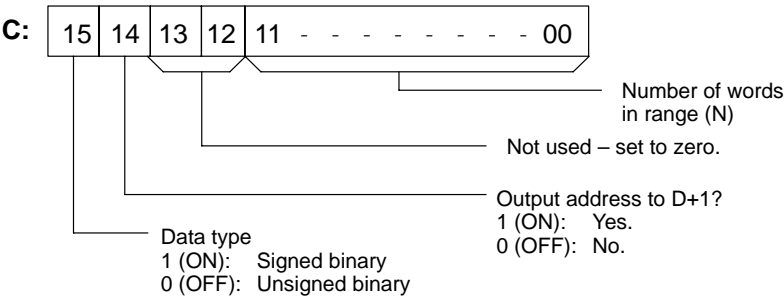 C: 15 14 13 12 11 - - - - - - - - 00
Number of words
in range (N)
Not used – set to zero.
Output address to D+1?
1 (ON): Yes.
0 (OFF): No.
Data type
1 (ON): Signed binary
0 (OFF): Unsigned binary